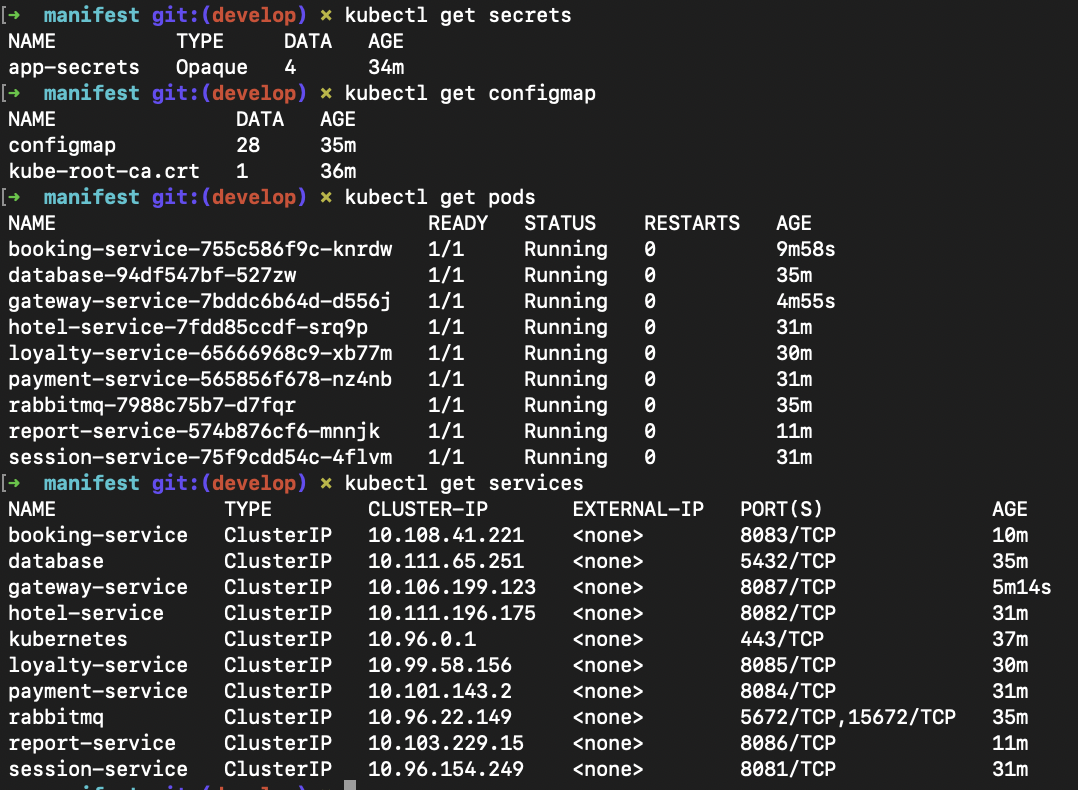 [→ manifest git:(develop) × kubectl get secrets
NAME TYPE DATA AGE
app-secrets Opaque 4 34m
[→ manifest git:(develop) × kubectl get configmap
NAME DATA AGE
configmap 28 35m
kube-root-ca.crt 1 36m
[→ manifest git:(develop) × kubectl get pods
NAME READY STATUS RESTARTS AGE
booking-service-755c586f9c-knrdw 1/1 Running 0 9m58s
database-94df547bf-527zw 1/1 Running 0 35m
gateway-service-7bddc6b64d-d556j 1/1 Running 0 4m55s
hotel-service-7fdd85ccdf-srq9p 1/1 Running 0 31m
loyalty-service-65666968c9-xb77m 1/1 Running 0 30m
payment-service-565856f678-nz4nb 1/1 Running 0 31m
rabbitmq-7988c75b7-d7fqr 1/1 Running 0 35m
report-service-574b876cf6-mnnjk 1/1 Running 0 11m
session-service-75f9cdd54c-4flvm 1/1 Running 0 31m
[→ manifest git:(develop) × kubectl get services
NAME TYPE CLUSTER-IP EXTERNAL-IP PORT(S) AGE
booking-service ClusterIP 10.108.41.221 <none> 8083/TCP 10m
database ClusterIP 10.111.65.251 <none> 5432/TCP 35m
gateway-service ClusterIP 10.106.199.123 <none> 8087/TCP 5m14s
hotel-service ClusterIP 10.111.196.175 <none> 8082/TCP 31m
kubernetes ClusterIP 10.96.0.1 <none> 443/TCP 37m
loyalty-service ClusterIP 10.99.58.156 <none> 8085/TCP 30m
payment-service ClusterIP 10.101.143.2 <none> 8084/TCP 31m
rabbitmq ClusterIP 10.96.22.149 <none> 5672/TCP,15672/TCP 35m
report-service ClusterIP 10.103.229.15 <none> 8086/TCP 11m
session-service ClusterIP 10.96.154.249 <none> 8081/TCP 31m